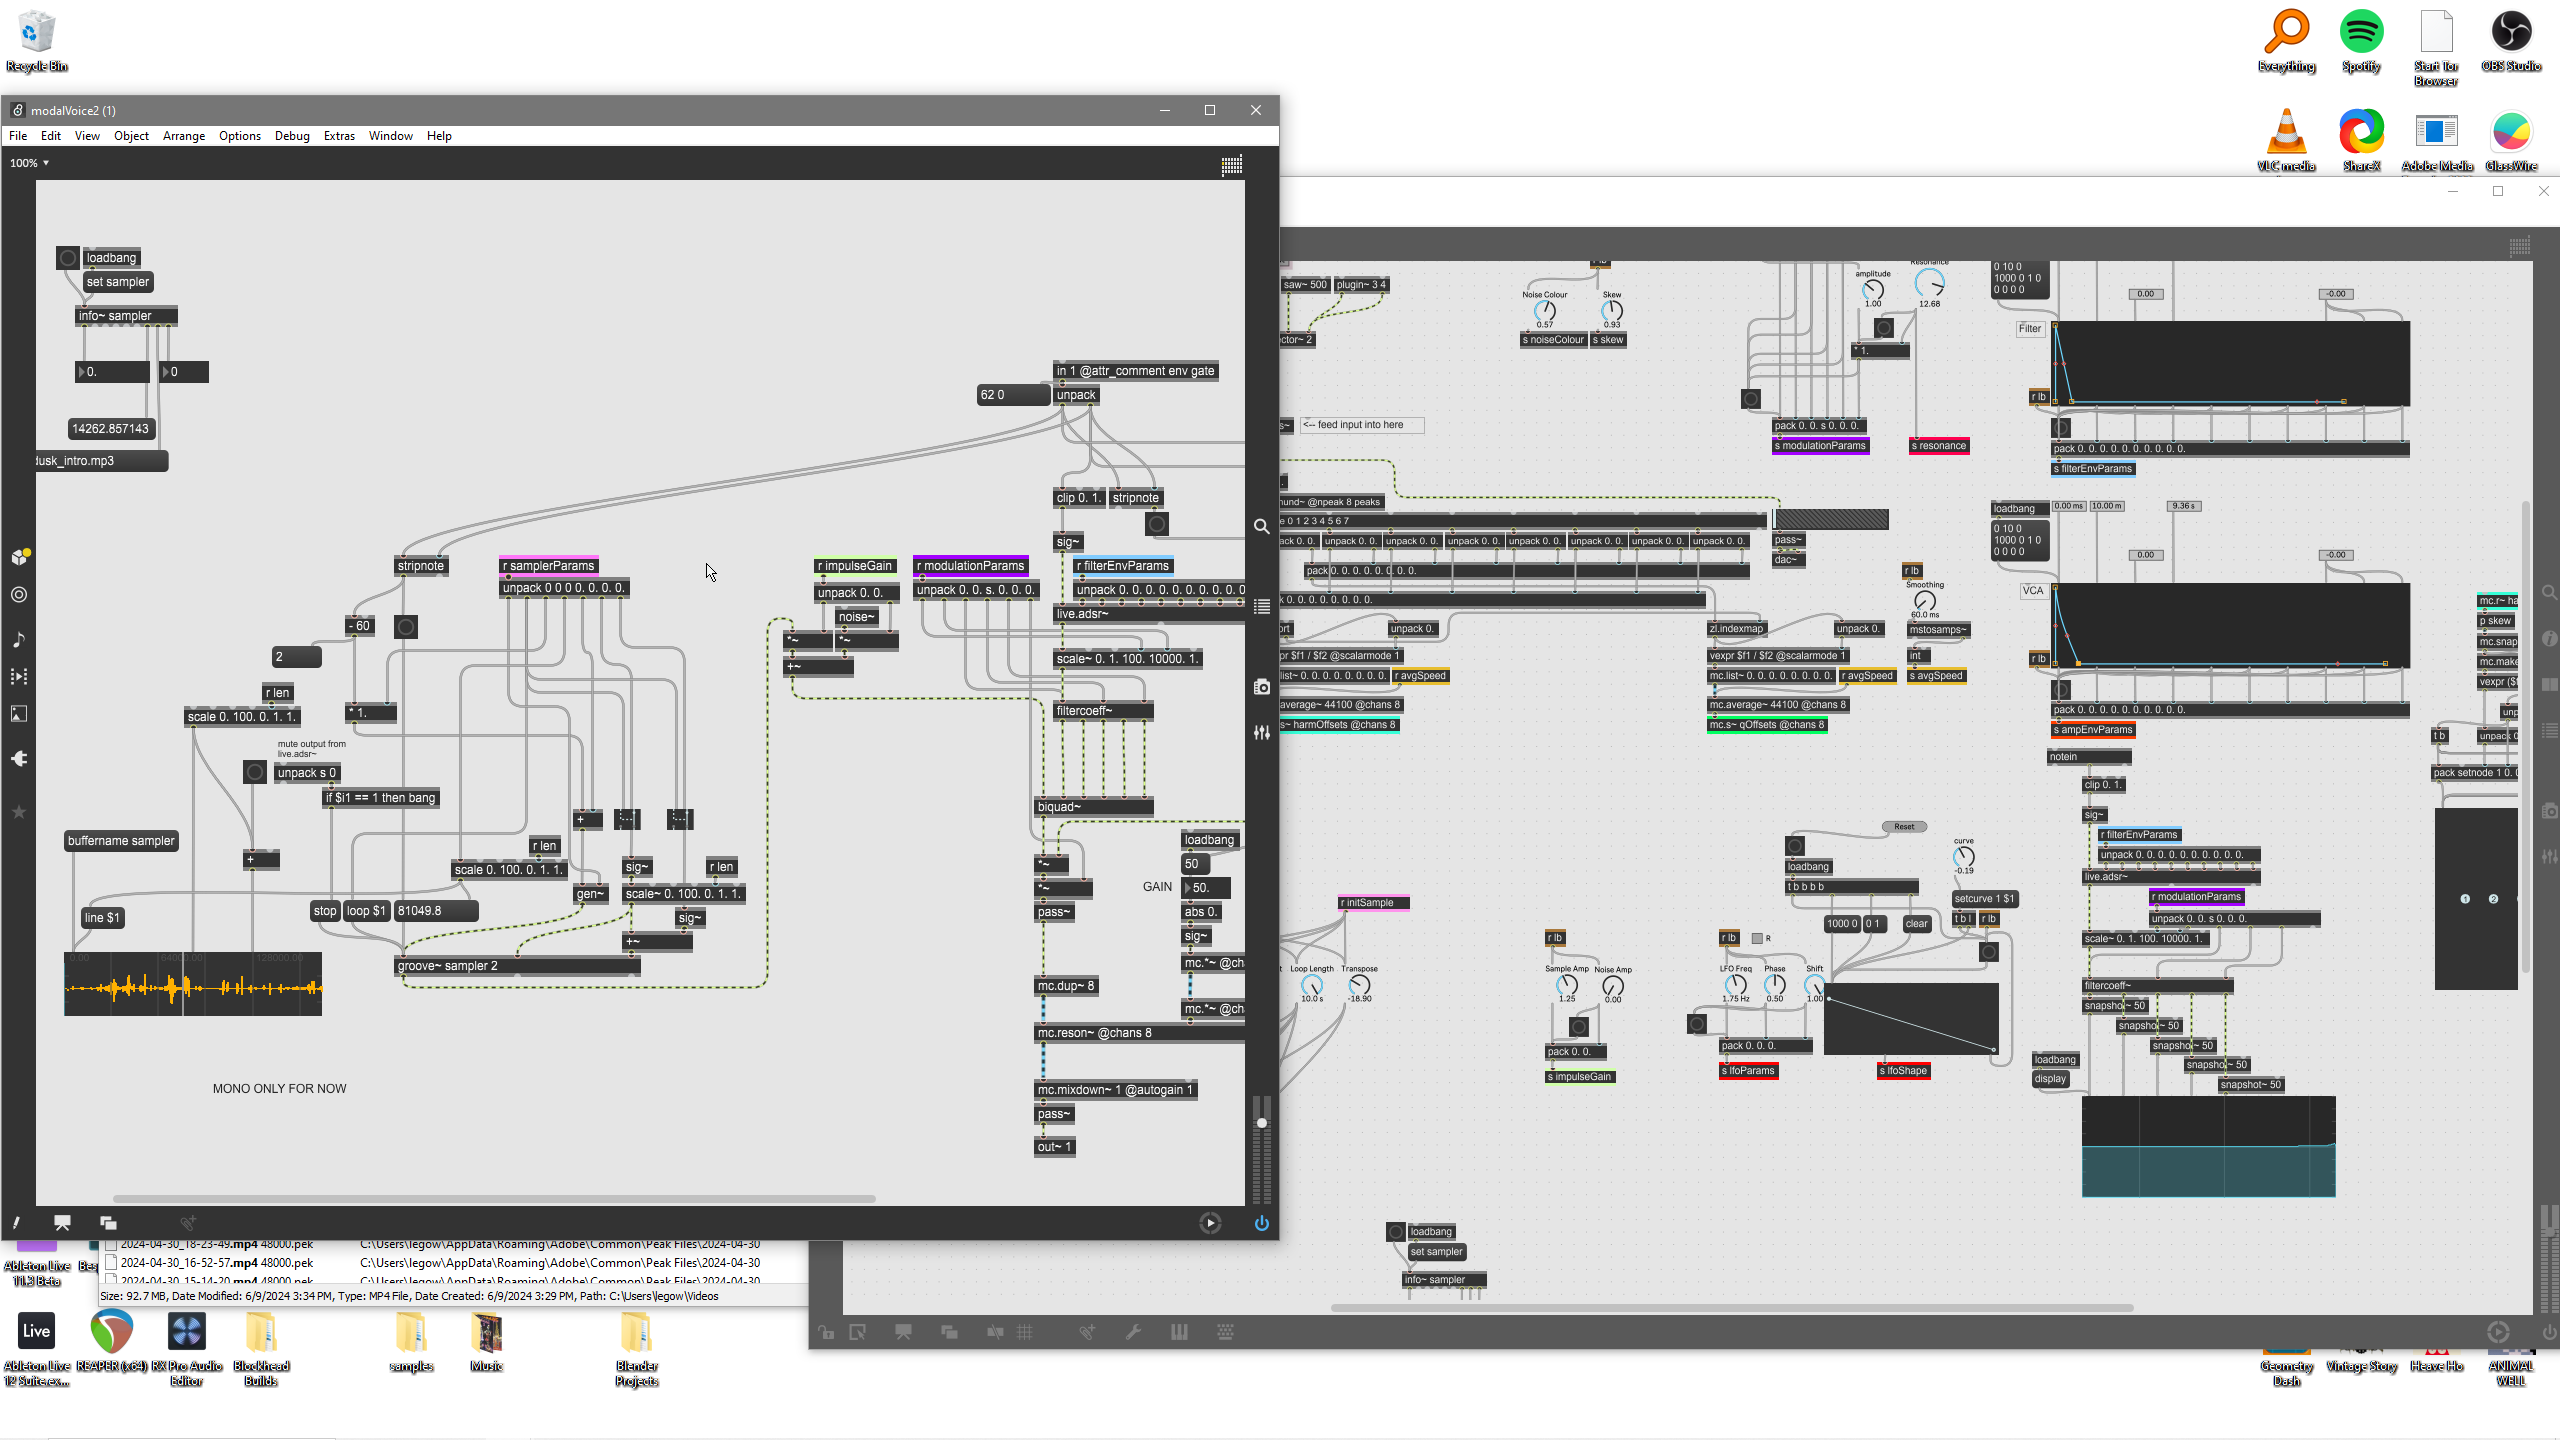 Recycle Bin
Everything
Spotify
Start Tor Browser
OBS Studio
VLC media
ShareX
Adobe Media
GlassWire
modalVoice2 (1)
File Edit View Object Arrange Options Debug Extras Window Help
100%
loadbang
set sampler
info~ sampler
0.
0
14262.857143
dusk_intro.mp3
in 1 @attr_comment env gate
62 0
unpack
clip 0. 1.
stripnote
sig~
stripnote
r samplerParams
unpack 0 0 0 0. 0. 0. 0.
r impulseGain
unpack 0. 0.
noise~
*~
*~
+~
r modulationParams
unpack 0. 0. s. 0. 0. 0.
r filterEnvParams
unpack 0. 0. 0. 0. 0. 0. 0. 0. 0. 0
live.adsr~
scale~ 0. 1. 100. 10000. 1.
filtercoeff~
biquad~
- 60
2
r len
scale 0. 100. 0. 1. 1.
* 1.
mute output from
live.adsr~
unpack s 0
if $i1 == 1 then bang
buffername sampler
+
+
r len
scale 0. 100. 0. 1. 1.
sig~
r len
gen~
scale~ 0. 100. 0. 1. 1.
sig~
+~
line $1
stop
loop $1
81049.8
groove~ sampler 2
0.00
64000.00
128000.00
MONO ONLY FOR NOW
loadbang
50
GAIN
50.
abs 0.
sig~
mc.*~ @ch
mc.*~ @ch
*~
*~
pass~
mc.dup~ 8
mc.reson~ @chans 8
mc.mixdown~ 1 @autogain 1
pass~
out~ 1
saw~ 500
plugin~ 3 4
ctor~ 2
Noise Colour
0.57
Skew
0.93
s noiseColour
s skew
amplitude
1.00
Resonance
12.68
* 1.
pack 0. 0. s 0. 0. 0.
s modulationParams
s resonance
0 10 0
1000 0 1 0
0 0 0 0
0.00
-0.00
Filter
r lb
pack 0. 0. 0. 0. 0. 0. 0. 0. 0. 0.
s filterEnvParams
<-- feed input into here
und~ @npeak 8 peaks
e 0 1 2 3 4 5 6 7
ack 0. 0.
unpack 0. 0.
unpack 0. 0.
unpack 0. 0.
unpack 0. 0.
unpack 0. 0.
unpack 0. 0.
unpack 0. 0.
pack 0. 0. 0. 0. 0. 0. 0. 0.
k 0. 0. 0. 0. 0. 0. 0. 0.
pass~
dac~
ort
unpack 0.
zl.indexmap
unpack 0.
pr $f1 / $f2 @scalarmode 1
vexpr $f1 / $f2 @scalarmode 1
list~ 0. 0. 0. 0. 0. 0. 0. 0.
r avgSpeed
mc.list~ 0. 0. 0. 0. 0. 0. 0. 0.
r avgSpeed
average~ 44100 @chans 8
mc.average~ 44100 @chans 8
s~ harmOffsets @chans 8
mc.s~ qOffsets @chans 8
r lb
Smoothing
60.0 ms
mstosamps~
int
s avgSpeed
loadbang
0.00 ms
10.00 m
9.36 s
0 10 0
1000 0 1 0
0 0 0 0
0.00
-0.00
VCA
r lb
pack 0. 0. 0. 0. 0. 0. 0. 0. 0. 0.
s ampEnvParams
mc.r~ ha
p skew
mc.snap
mc.make
vexpr ($f
t b
unpack 0
pack setnode 1 0. 0
1
2
notein
clip 0. 1.
sig~
r filterEnvParams
unpack 0. 0. 0. 0. 0. 0. 0. 0. 0. 0.
live.adsr~
r modulationParams
unpack 0. 0. s 0. 0. 0.
scale~ 0. 1. 100. 10000. 1.
filtercoeff~
snapshot~ 50
snapshot~ 50
snapshot~ 50
snapshot~ 50
snapshot~ 50
loadbang
display
Reset
loadbang
t b b b b
curve
-0.19
setcurve 1 $1
t b l
r lb
1000 0
0 1
clear
r initSample
Loop Length
10.0 s
Transpose
-18.90
r lb
Sample Amp
1.25
Noise Amp
0.00
pack 0. 0.
s impulseGain
r lb
R
LFO Freq
1.75 Hz
Phase
0.50
Shift
1.00
pack 0. 0. 0.
s lfoParams
s lfoShape
loadbang
set sampler
info~ sampler
2024-04-30_18-23-49.mp4 48000.pek C:\Users\legow\AppData\Roaming\Adobe\Common\Peak Files\2024-04-30
2024-04-30_16-52-57.mp4 48000.pek C:\Users\legow\AppData\Roaming\Adobe\Common\Peak Files\2024-04-30
2024-04-30_15-14-20.mp4 48000.pek C:\Users\legow\AppData\Roaming\Adobe\Common\Peak Files\2024-04-30
Size: 92.7 MB, Date Modified: 6/9/2024 3:34 PM, Type: MP4 File, Date Created: 6/9/2024 3:29 PM, Path: C:\Users\legow\Videos
Ableton Live 11.3 Beta
Live
Ableton Live 12 Suite.ex...
REAPER (x64)
RX Pro Audio Editor
Blockhead Builds
samples
Music
Blender Projects
Geometry Dash
Vintage Story
Heave Ho
ANIMAL WELL